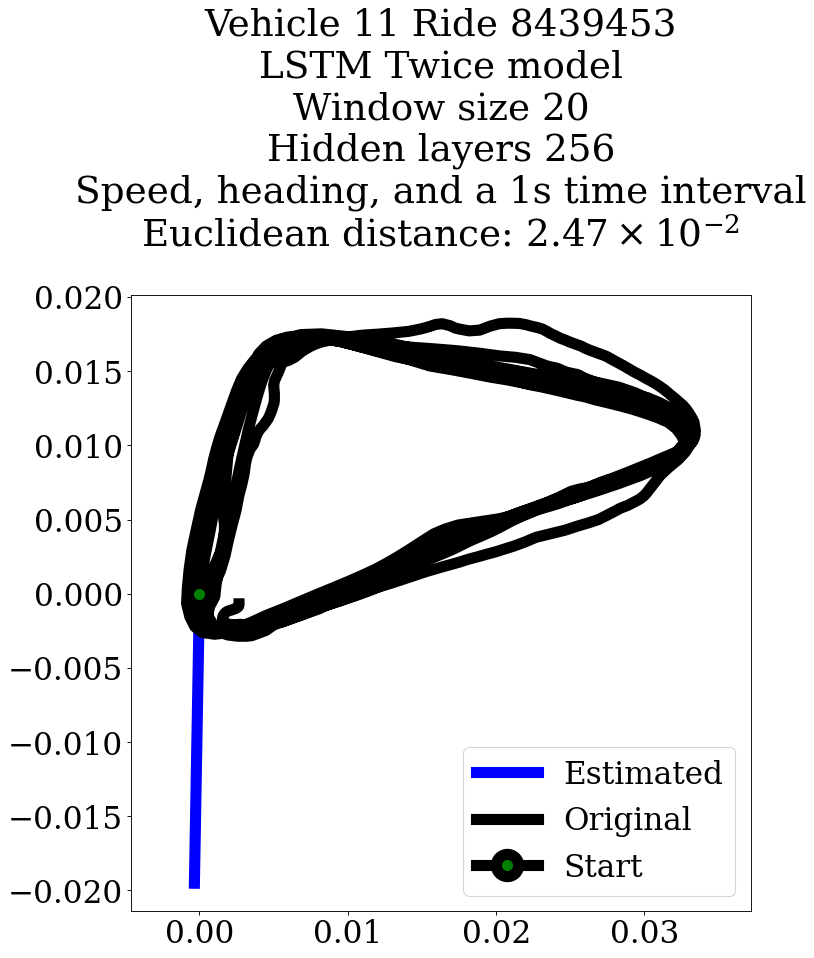 Vehicle 11 Ride 8439453
LSTM Twice model
Window size 20
Hidden layers 256
Speed, heading, and a 1s time interval
Euclidean distance: 2.47 × 10⁻²
0.020
0.015
0.010
0.005
0.000
−0.005
−0.010
−0.015
−0.020
Estimated
Original
Start
0.00 0.01 0.02 0.03